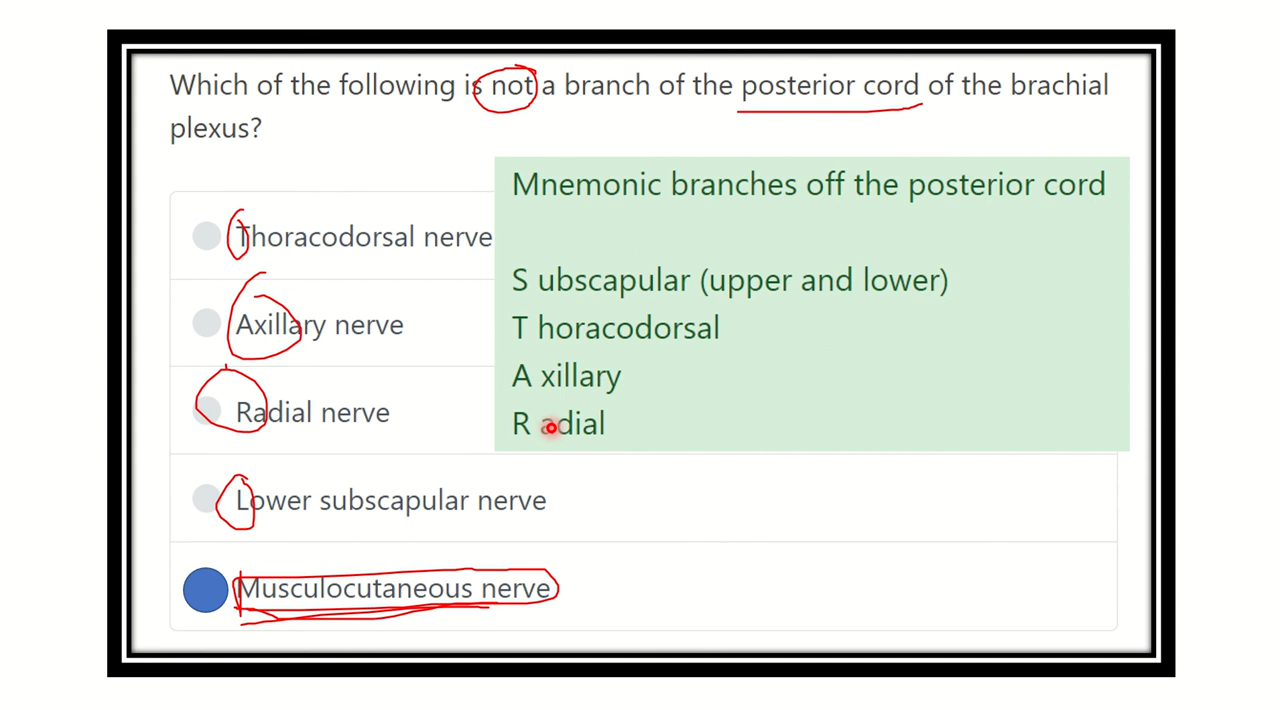 Which of the following is not a branch of the posterior cord of the brachial
plexus?
Mnemonic branches off the posterior cord
Thoracodorsal nerve
S ubscapular (upper and lower)
T horacodorsal
Axillary nerve
A xillary
Radial nerve
R adial
Lower subscapular nerve
Musculocutaneous nerve